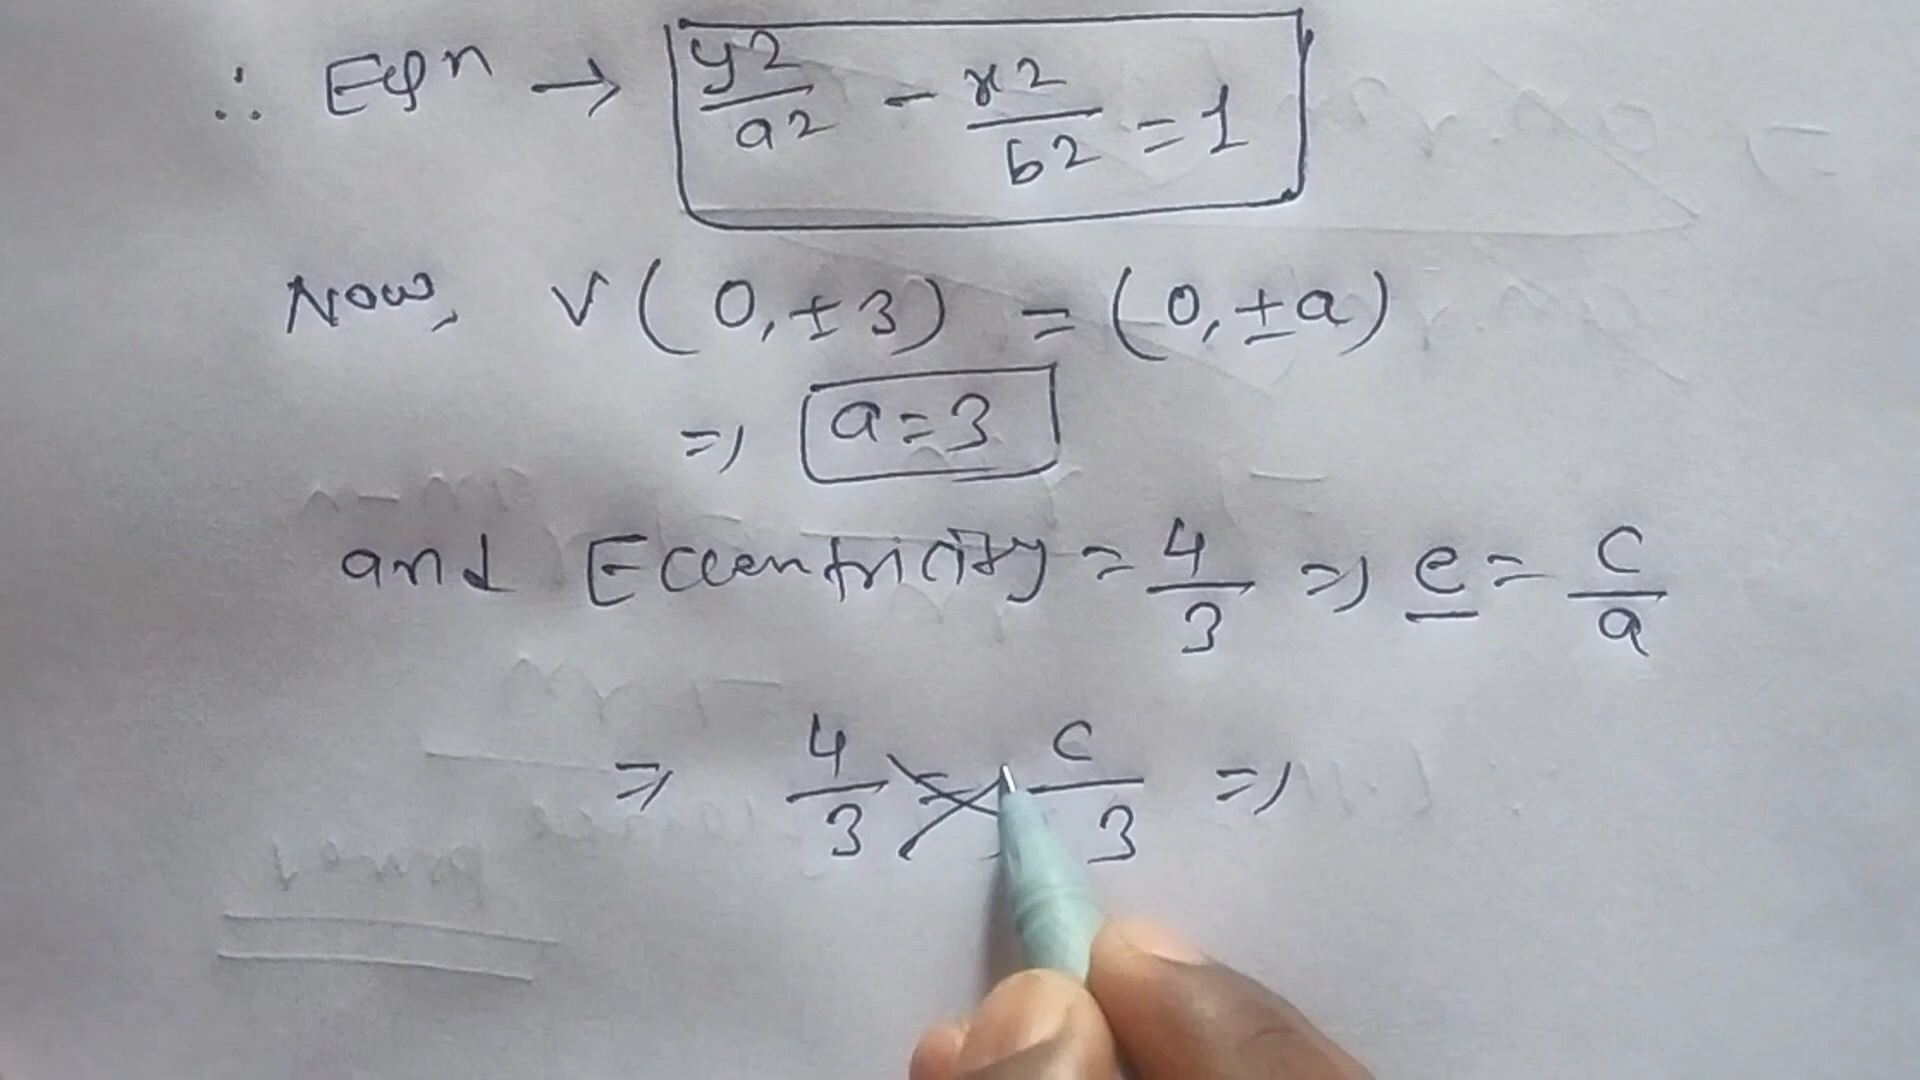 ∴ Eqn → y2/a2 - x2/b2 = 1
Now, V(0,±3) = (0,±a)
=> a=3
and Eccentricity = 4/3 => e = c/a
=> 4/3 = c/3 =>